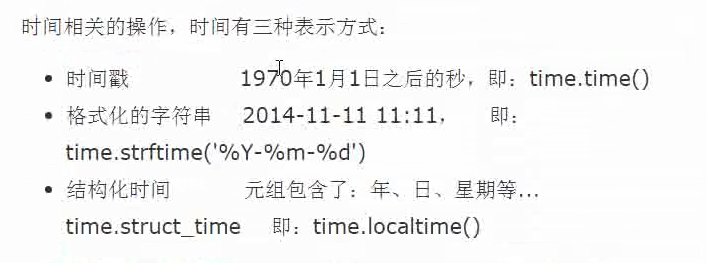 时间相关的操作，时间有三种表示方式：
• 时间戳 1970年1月1日之后的秒，即：time.time()
• 格式化的字符串 2014-11-11 11:11， 即：
time.strftime('%Y-%m-%d')
• 结构化时间 元组包含了：年、日、星期等...
time.struct_time 即：time.localtime()